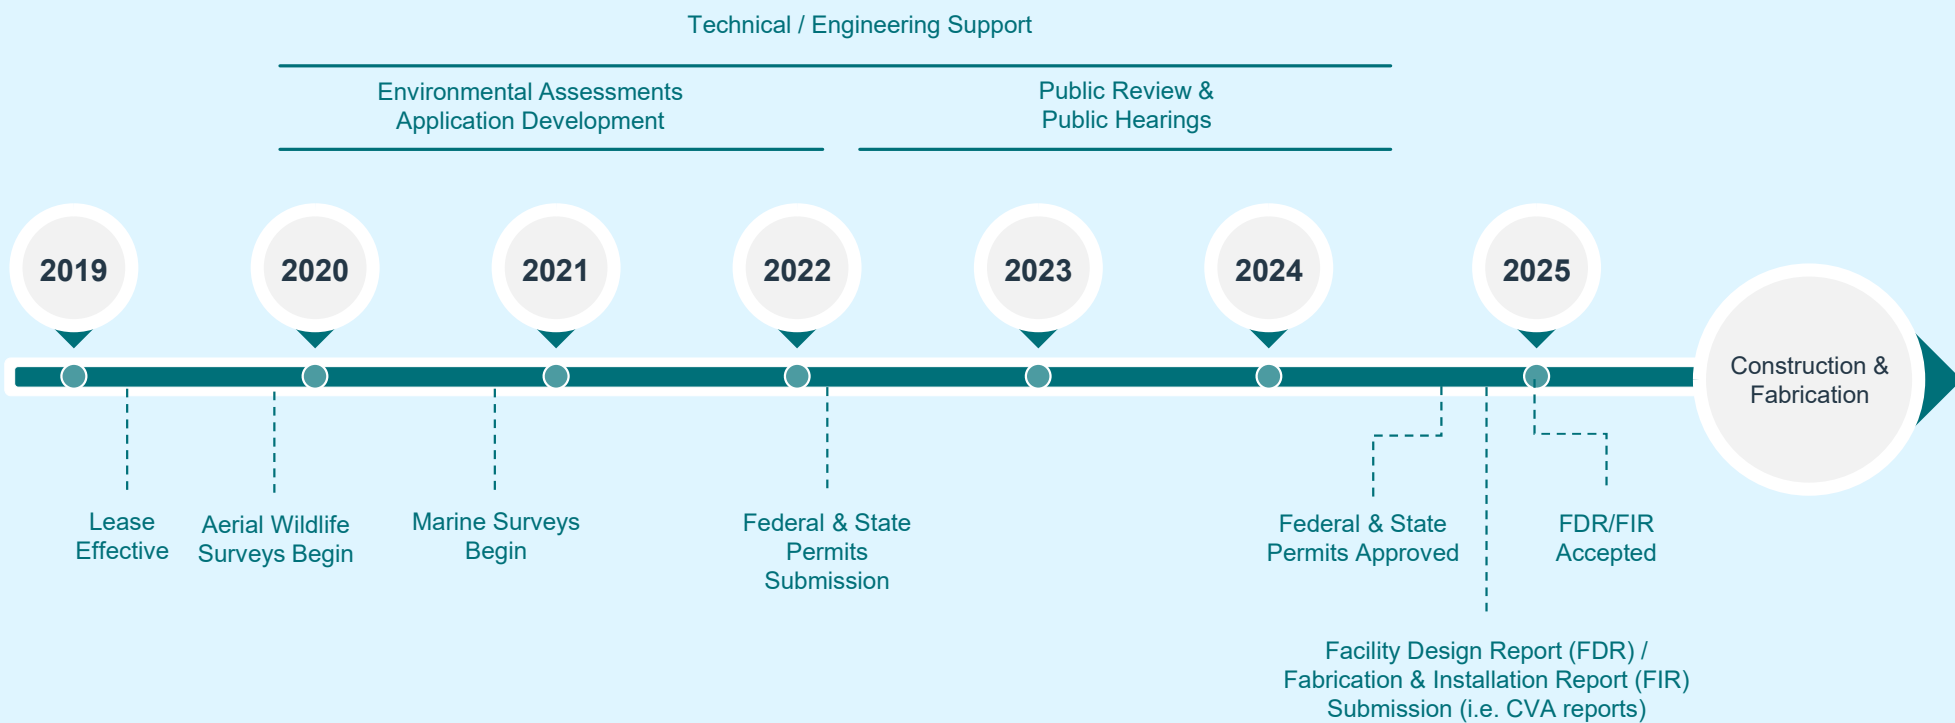 Technical / Engineering Support
Environmental Assessments
Application Development
Public Review &
Public Hearings
2019
2020
2021
2022
2023
2024
2025
Construction &
Fabrication
Lease
Effective
Aerial Wildlife
Surveys Begin
Marine Surveys
Begin
Federal & State
Permits
Submission
Federal & State
Permits Approved
FDR/FIR
Accepted
Facility Design Report (FDR) /
Fabrication & Installation Report (FIR)
Submission (i.e. CVA reports)